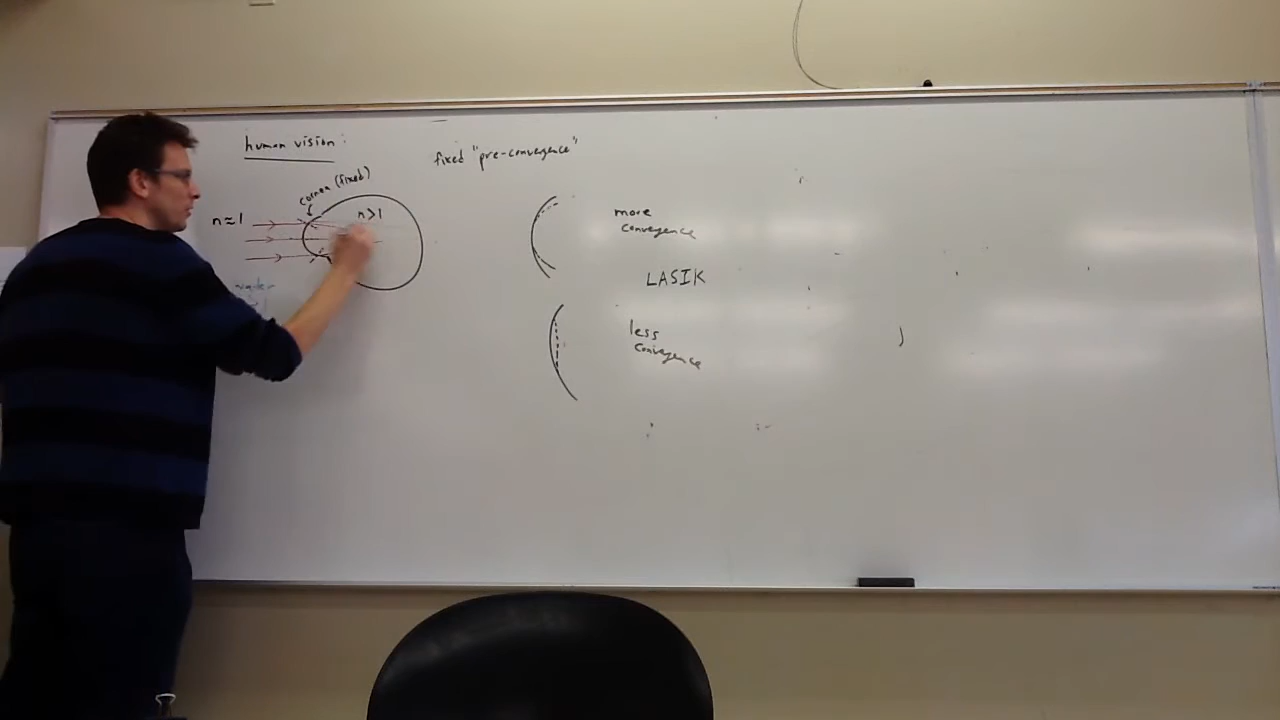 human vision:
fixed "pre-convergence"
cornea (fixed)
n≈1
n>1
more
convergence
LASIK
less
convergence